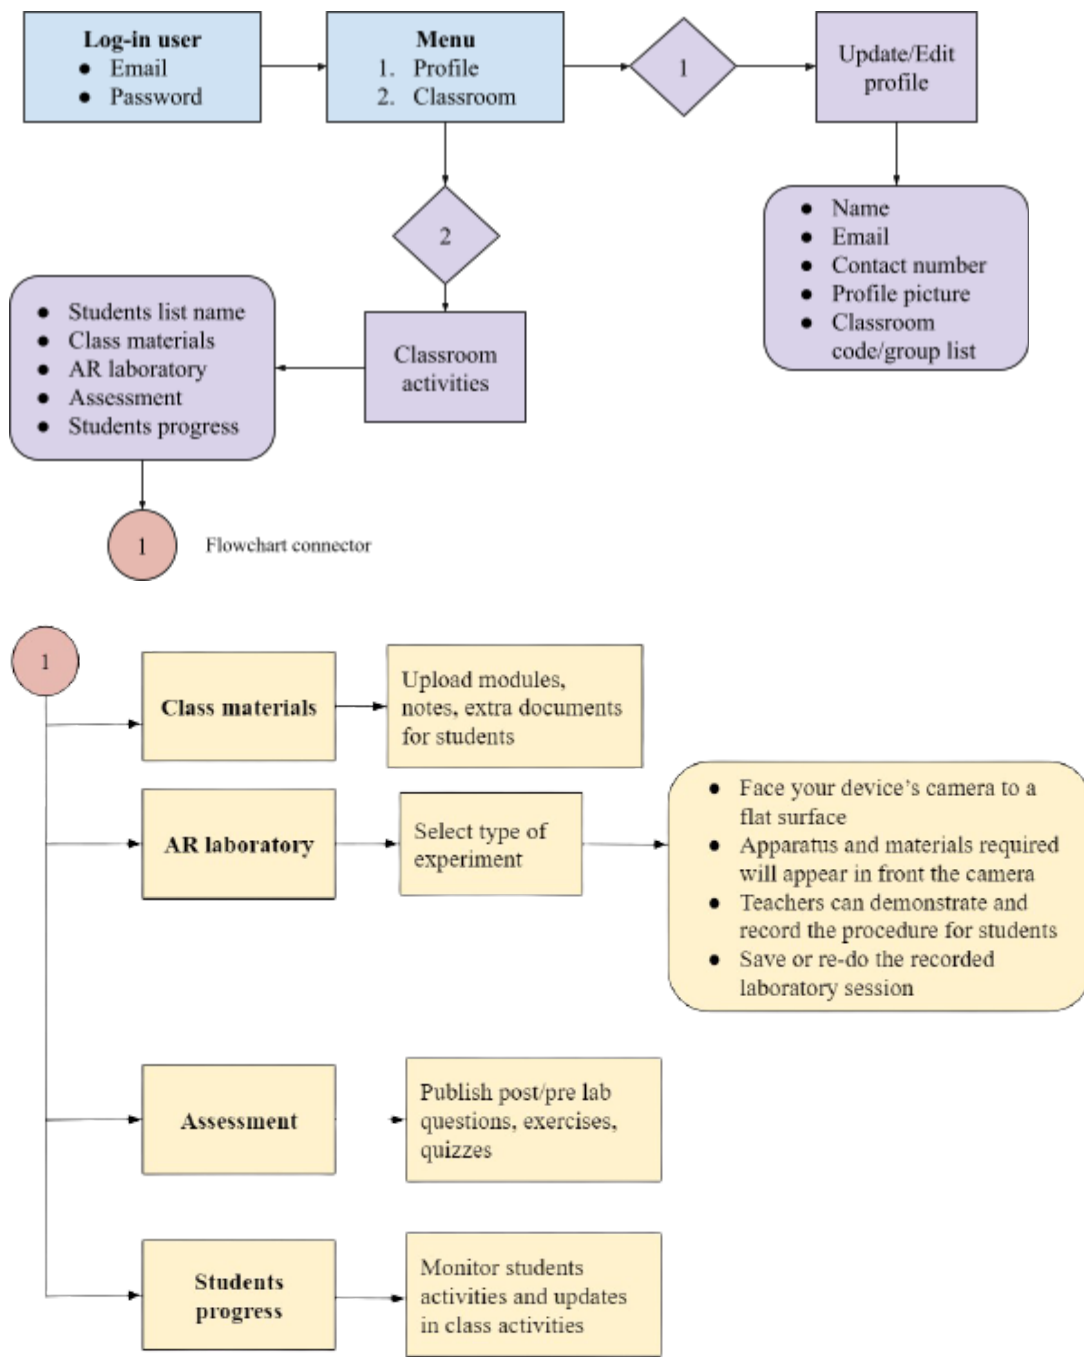 Log-in user
● Email
● Password
Menu
1. Profile
2. Classroom
1
Update/Edit
profile
2
● Name
● Email
● Contact number
● Profile picture
● Classroom
code/group list
● Students list name
● Class materials
● AR laboratory
● Assessment
● Students progress
Classroom
activities
1
Flowchart connector
1
Class materials
Upload modules,
notes, extra documents
for students
AR laboratory
Select type of
experiment
● Face your device’s camera to a
flat surface
● Apparatus and materials required
will appear in front the camera
● Teachers can demonstrate and
record the procedure for students
● Save or re-do the recorded
laboratory session
Assessment
Publish post/pre lab
questions, exercises,
quizzes
Students
progress
Monitor students
activities and updates
in class activities